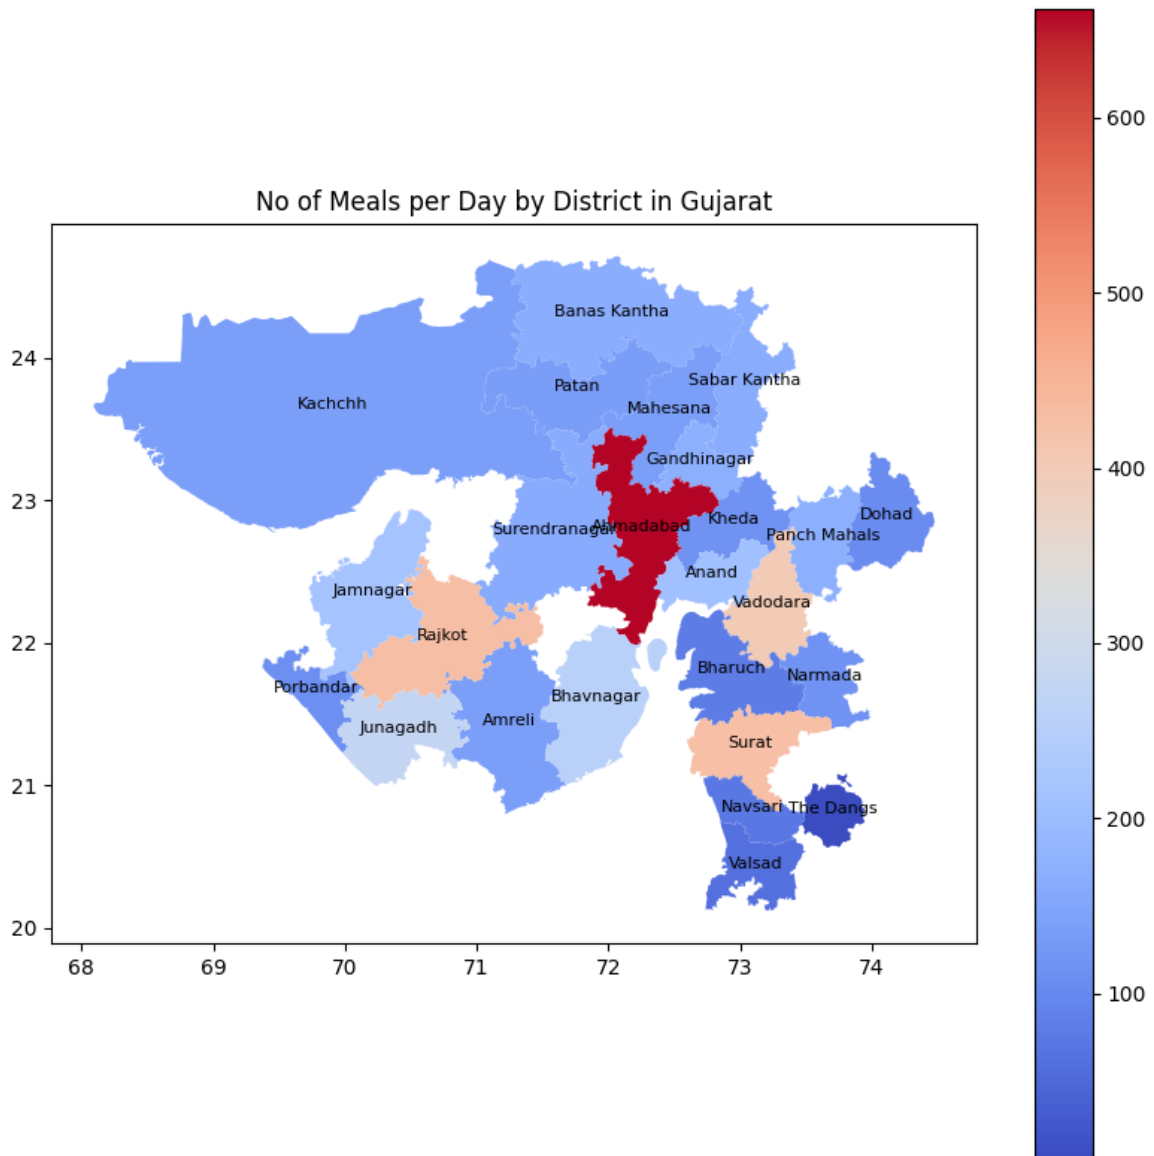 No of Meals per Day by District in Gujarat
600
500
400
300
200
100
24
23
22
21
20
68 69 70 71 72 73 74
Banas Kantha
Patan
Sabar Kantha
Kachchh
Mahesana
Gandhinagar
Surendranagar
Ahmadabad
Kheda
Dohad
Panch Mahals
Jamnagar
Anand
Vadodara
Rajkot
Bharuch
Narmada
Porbandar
Bhavnagar
Junagadh
Amreli
Surat
Navsari
The Dangs
Valsad